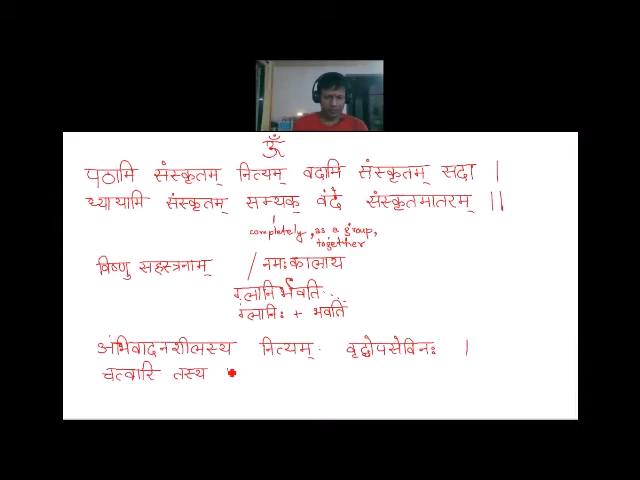 ॐ
पठामि संस्कृतम् नित्यम् वदामि संस्कृतम् सदा |
ध्यायामि संस्कृतम् सम्यक् वंदे संस्कृतमातरम् ||
completely, as a group,
together
विष्णु सहस्त्रनाम् / नमःकालाय
ग्लानिर्भवति...
ग्लानिः + भवति
अभिवादनशीलस्य नित्यम् वृद्धोपसेविनः |
चत्वारि तस्य